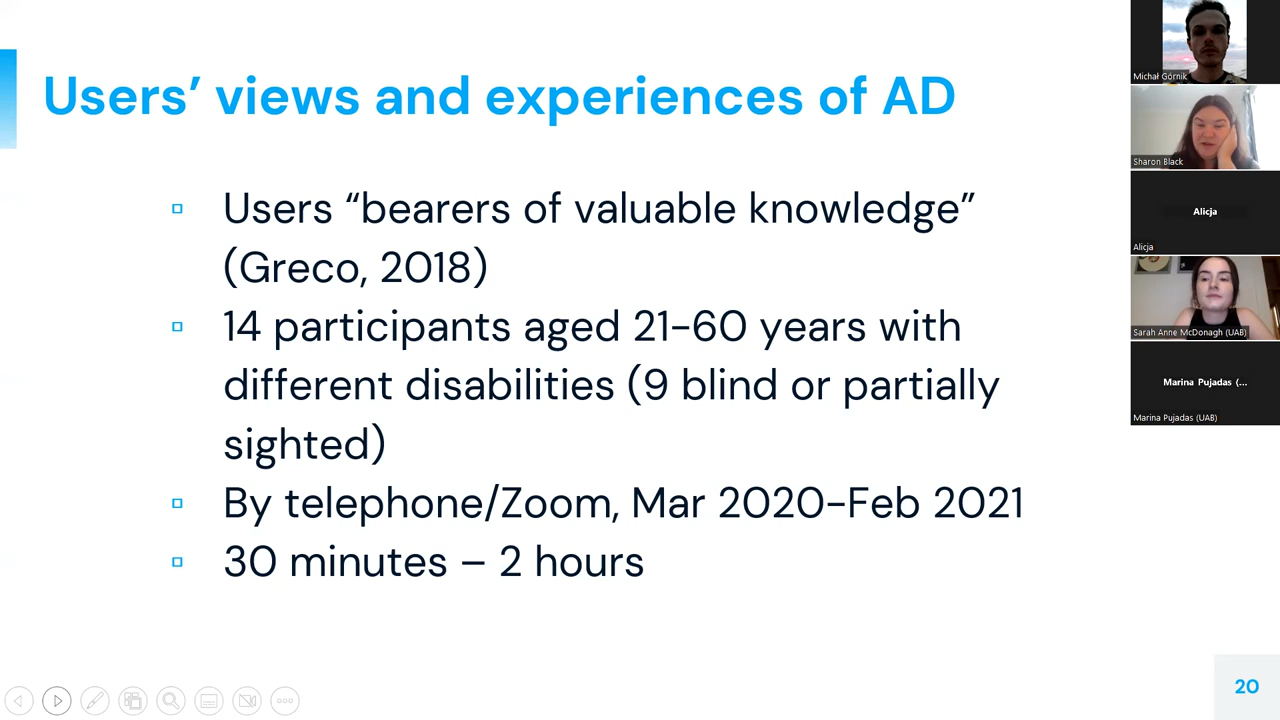 Users’ views and experiences of AD
Users “bearers of valuable knowledge”
(Greco, 2018)
14 participants aged 21-60 years with
different disabilities (9 blind or partially
sighted)
By telephone/Zoom, Mar 2020-Feb 2021
30 minutes – 2 hours
20
Michał Górnik
Sharon Black
Alicja
Alicja
Sarah Anne McDonagh (UAB)
Marina Pujadas (...
Marina Pujadas (UAB)